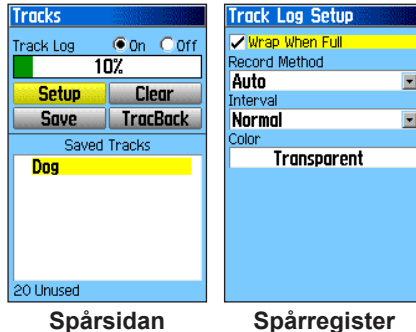 Tracks
Track Log On Off
10%
Setup Clear
Save TracBack
Saved Tracks
Dog
20 Unused
Spårsidan
Track Log Setup
Wrap When Full
Record Method
Auto
Interval
Normal
Color
Transparent
Spårregister